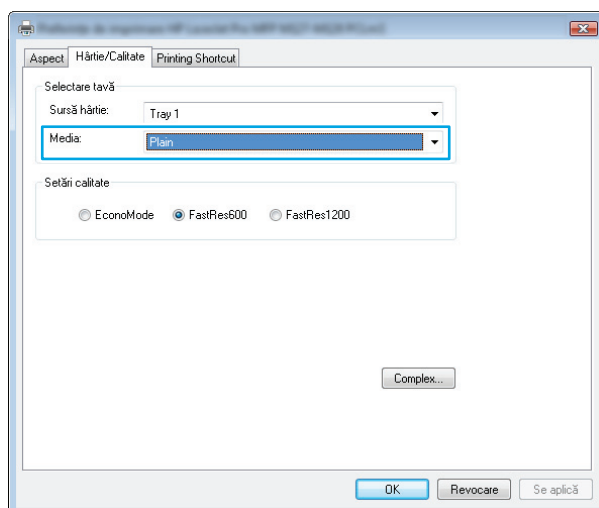 Aspect Hârtie/Calitate Printing Shortcut
Selectare tavă
Sursă hârtie: Tray 1
Media: Plain
Setări calitate
EconoMode FastRes600 FastRes1200
Complex...
OK Revocare Se aplică